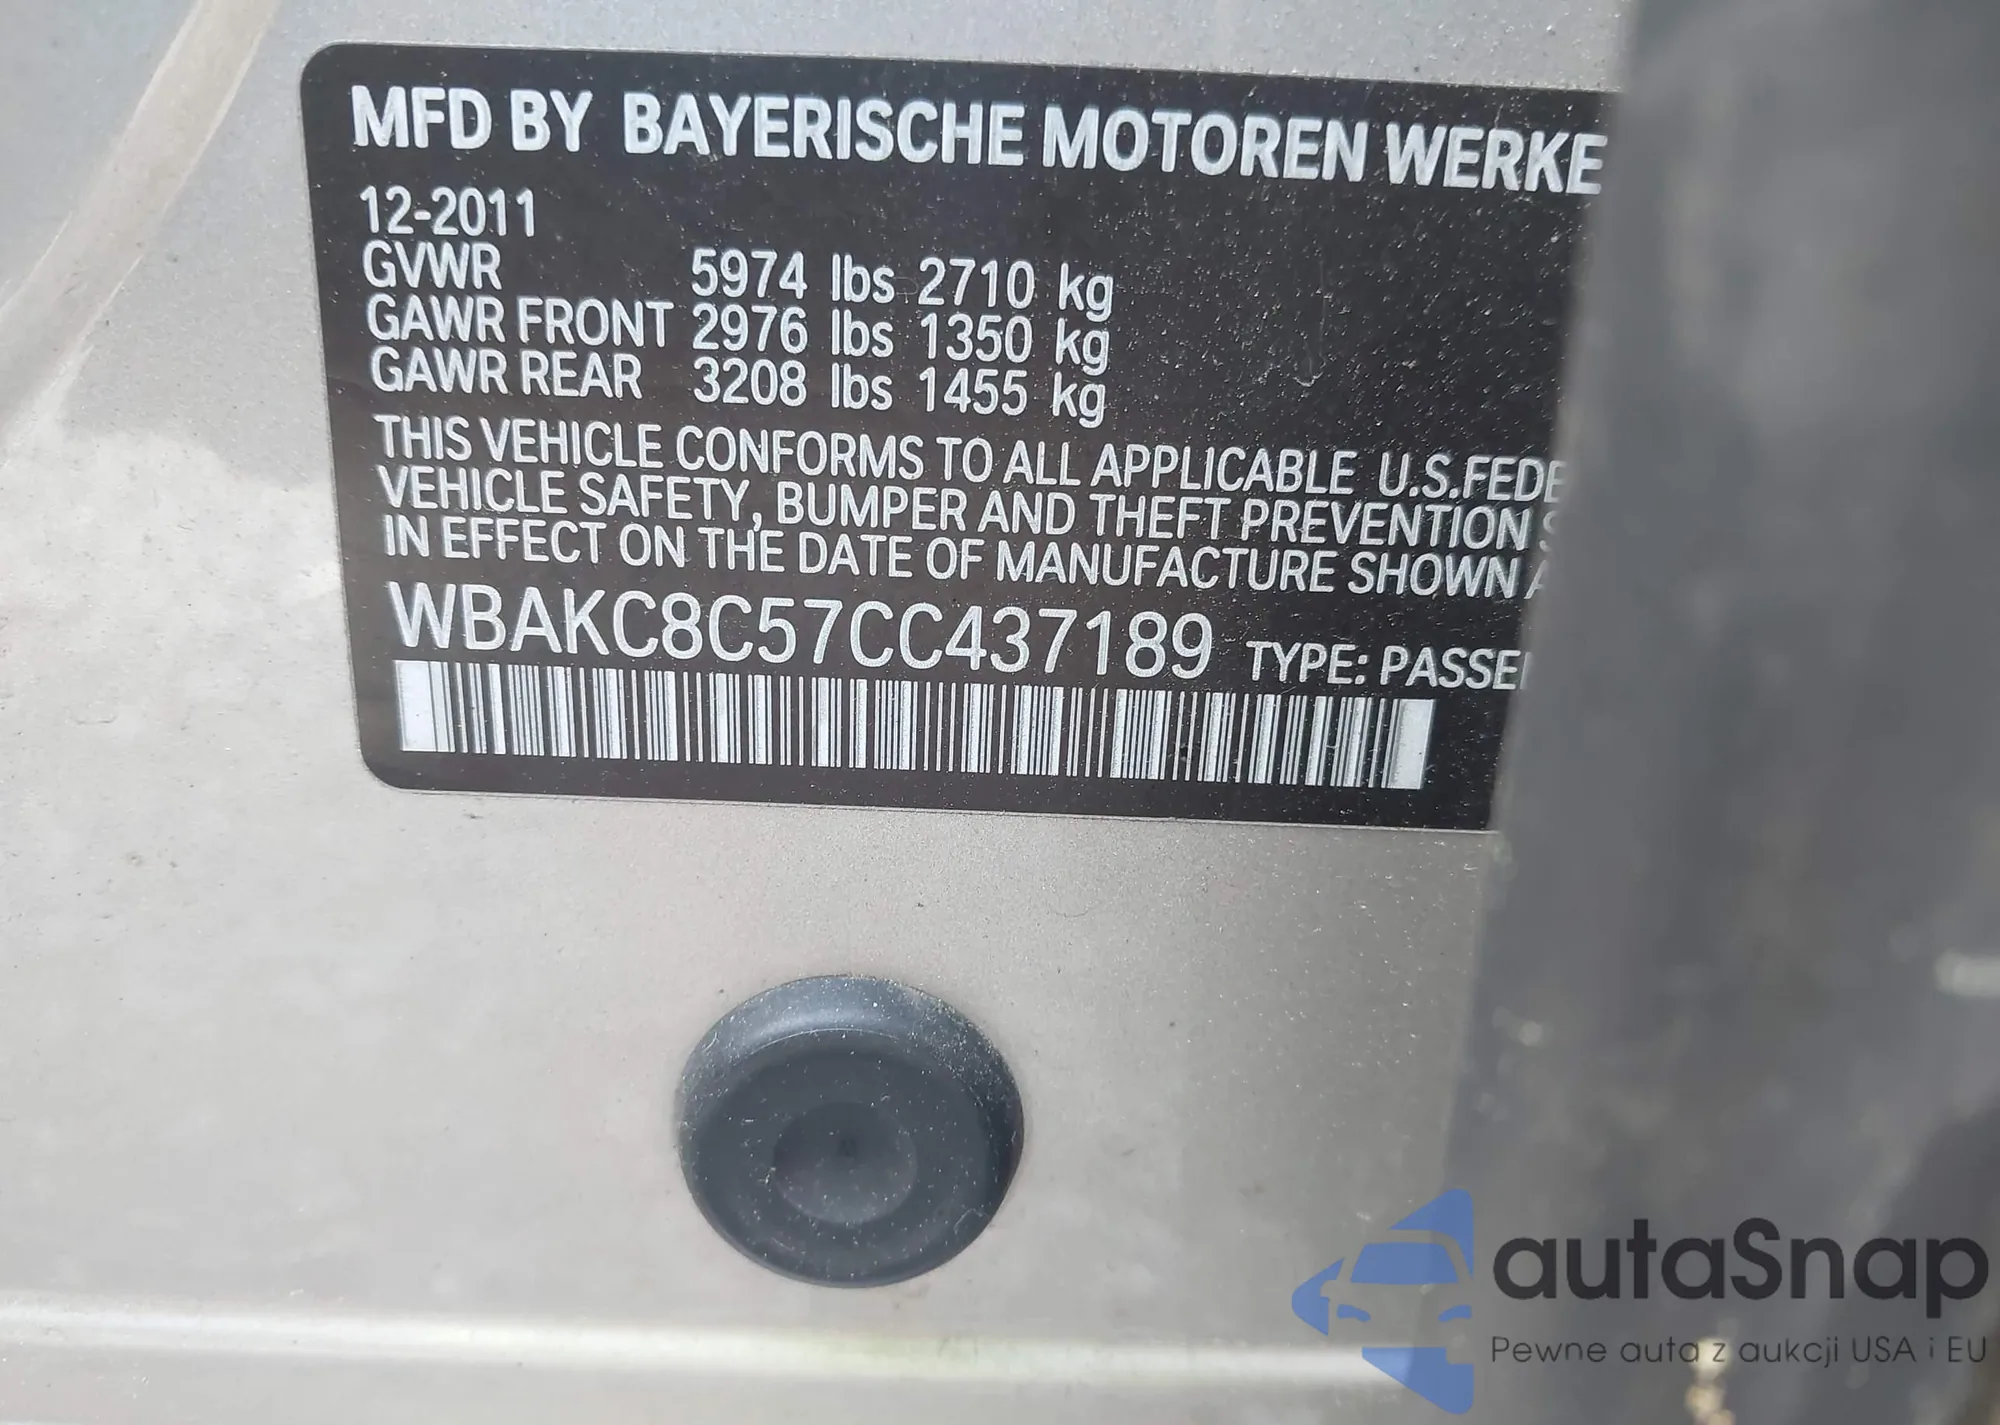 MFD BY BAYERISCHE MOTOREN WERKE
12-2011
GVWR 5974 lbs 2710 kg
GAWR FRONT 2976 lbs 1350 kg
GAWR REAR 3208 lbs 1455 kg
THIS VEHICLE CONFORMS TO ALL APPLICABLE U.S.FEDE
VEHICLE SAFETY, BUMPER AND THEFT PREVENTION S
IN EFFECT ON THE DATE OF MANUFACTURE SHOWN A
WBAKC8C57CC437189 TYPE: PASSE
autaSnap
Pewne auta z aukcji USA i EU